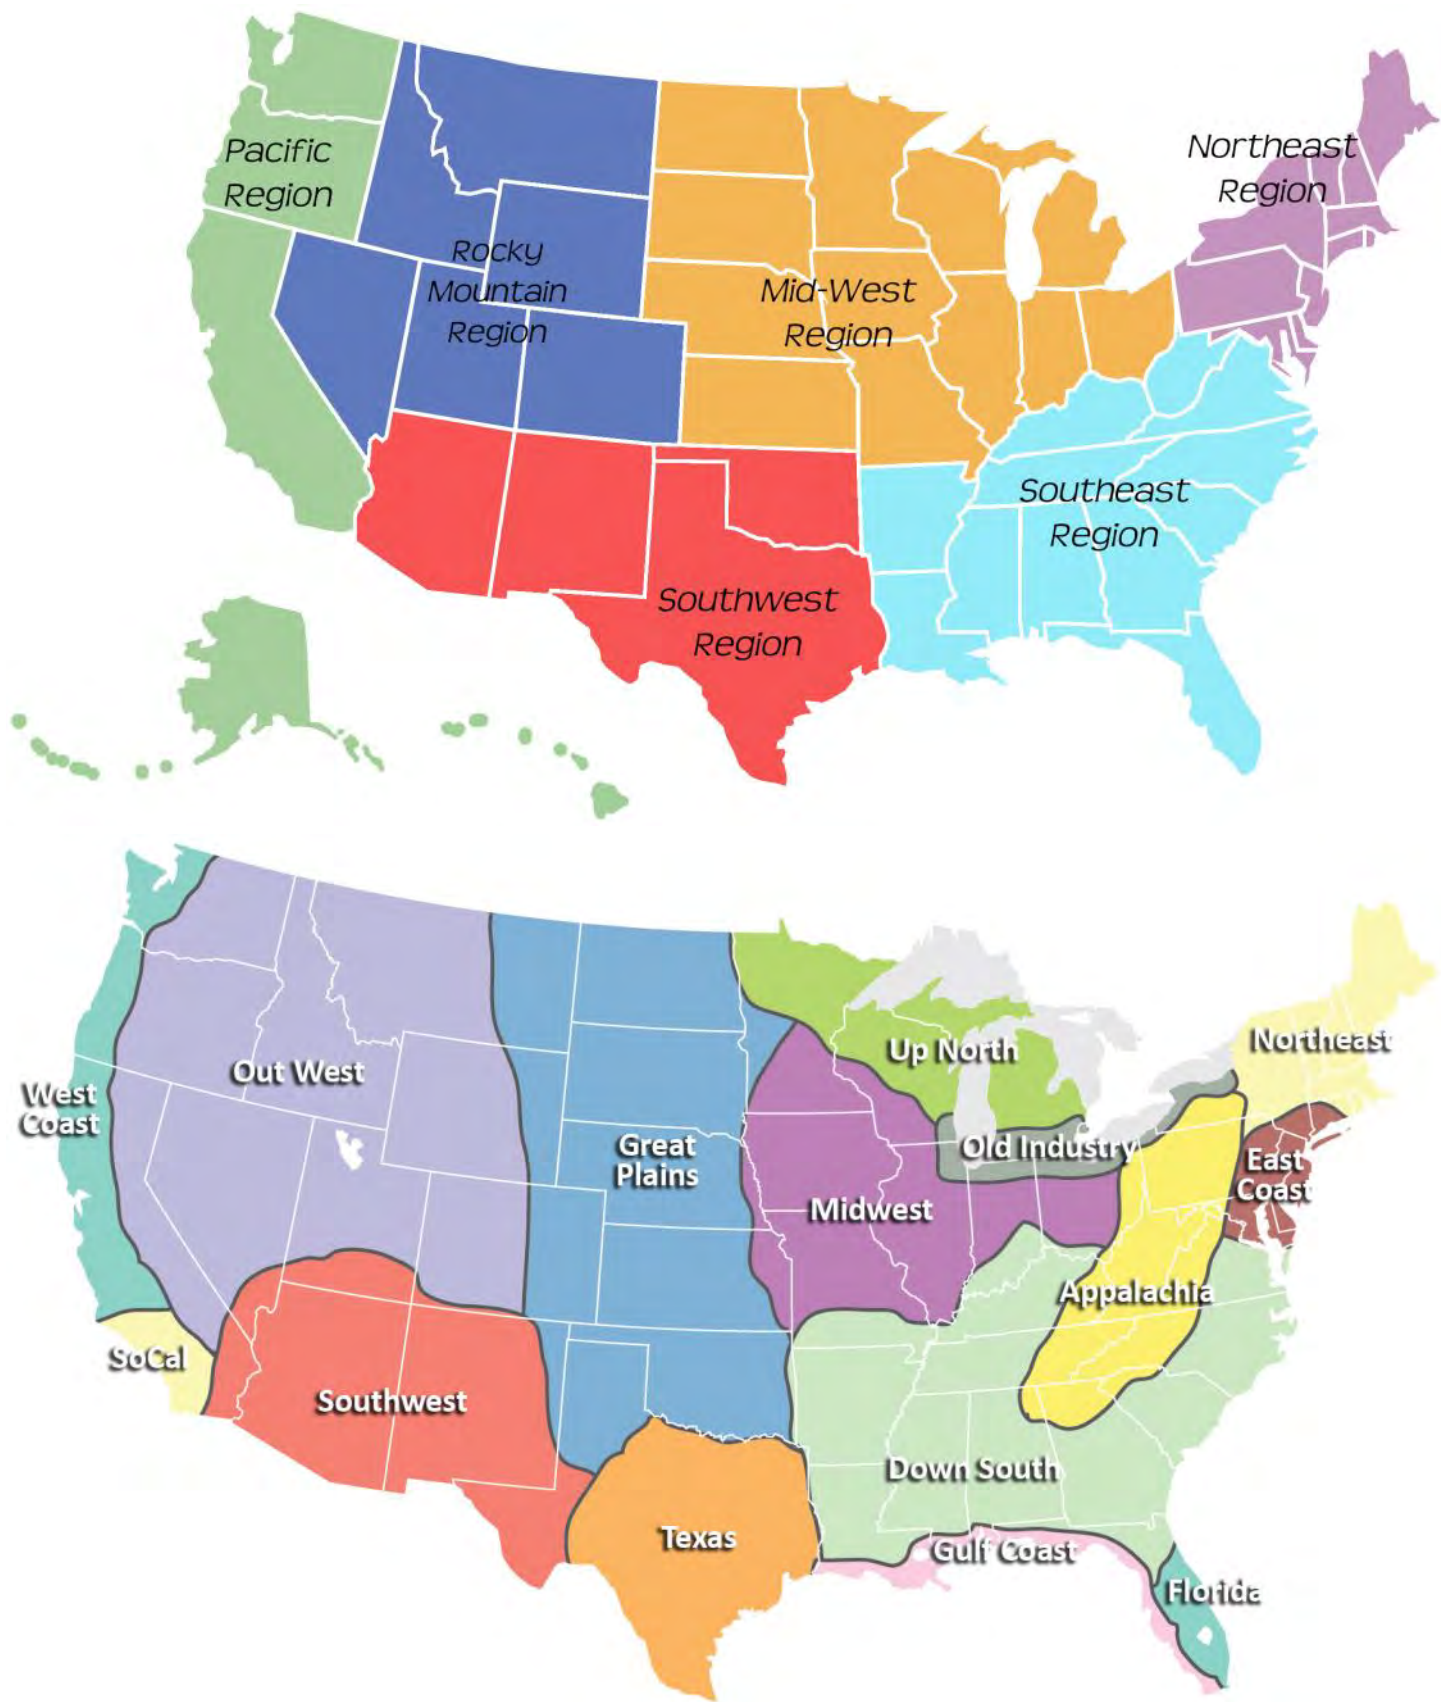 Pacific
Region
Northeast
Region
Rocky
Mountain
Region
Mid-West
Region
Southeast
Region
Southwest
Region
Northeast
Up North
Out West
West
Coast
Great
Plains
Old Industry
East
Coast
Midwest
Appalachia
SoCal
Southwest
Down South
Texas
Gulf Coast
Florida